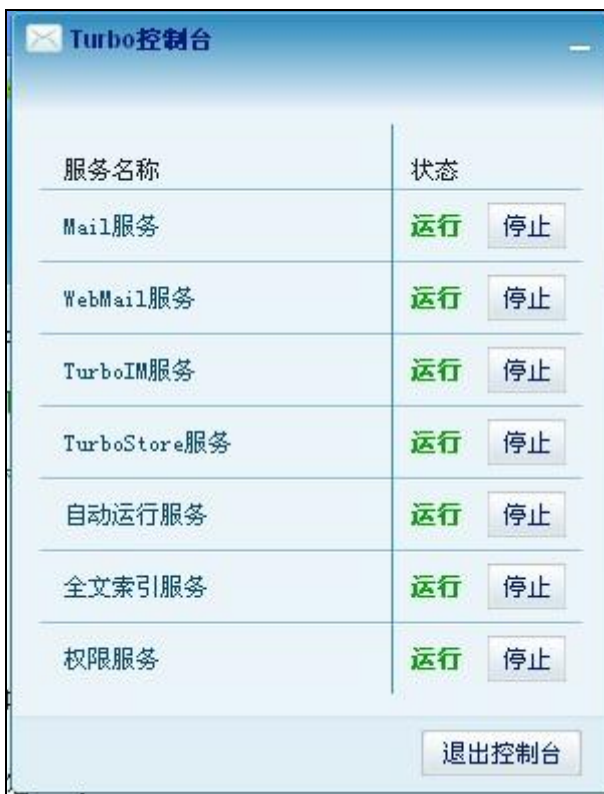 Turbo控制台
服务名称 状态
Mail服务 运行 停止
WebMail服务 运行 停止
TurboIM服务 运行 停止
TurboStore服务 运行 停止
自动运行服务 运行 停止
全文索引服务 运行 停止
权限服务 运行 停止
退出控制台